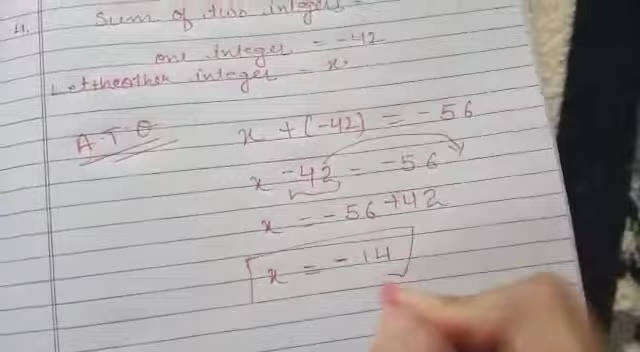 4.
Sum of two integers =
one integer = -42
Let the other integer = x
A.T.Q
x + (-42) = -56
x -42 = -56
x = -56 +42
x = -14